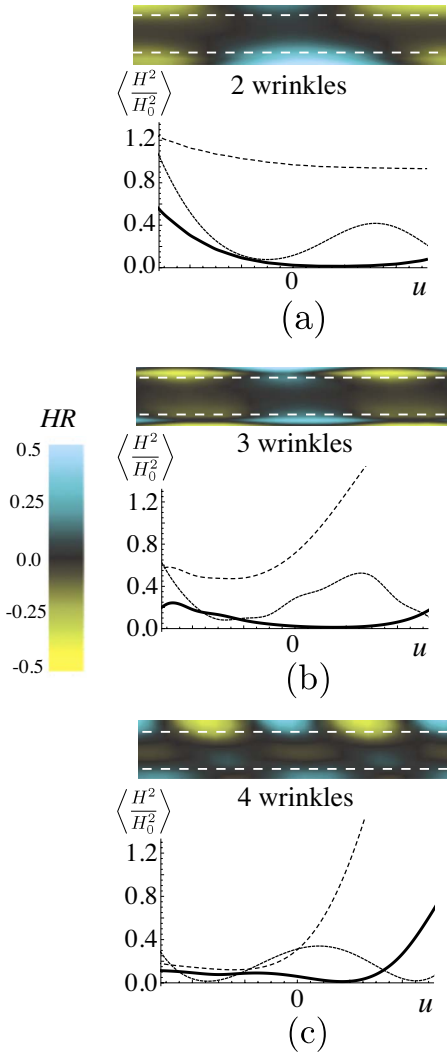 2 wrinkles
⟨H²/H₀²⟩
1.2
0.8
0.4
0.0
0
u
(a)
3 wrinkles
⟨H²/H₀²⟩
1.2
0.8
0.4
0.0
0
u
(b)
HR
0.5
0.25
0.0
-0.25
-0.5
4 wrinkles
⟨H²/H₀²⟩
1.2
0.8
0.4
0.0
0
u
(c)